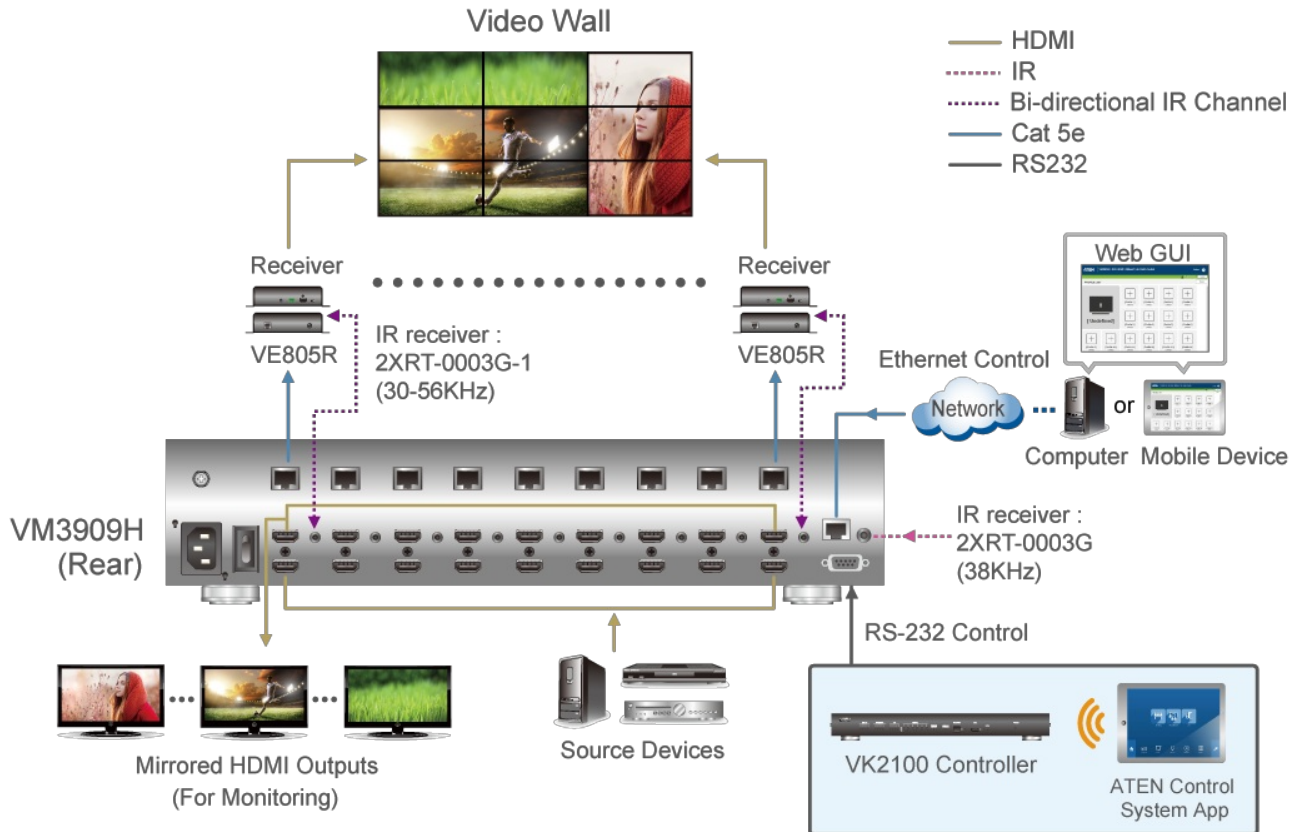 Video Wall
HDMI
IR
Bi-directional IR Channel
Cat 5e
RS232
Receiver
VE805R
IR receiver :
2XRT-0003G-1
(30-56KHz)
Receiver
VE805R
Web GUI
Ethernet Control
Network
or
Computer
Mobile Device
VM3909H
(Rear)
IR receiver :
2XRT-0003G
(38KHz)
RS-232 Control
Mirrored HDMI Outputs
(For Monitoring)
Source Devices
VK2100 Controller
ATEN Control
System App